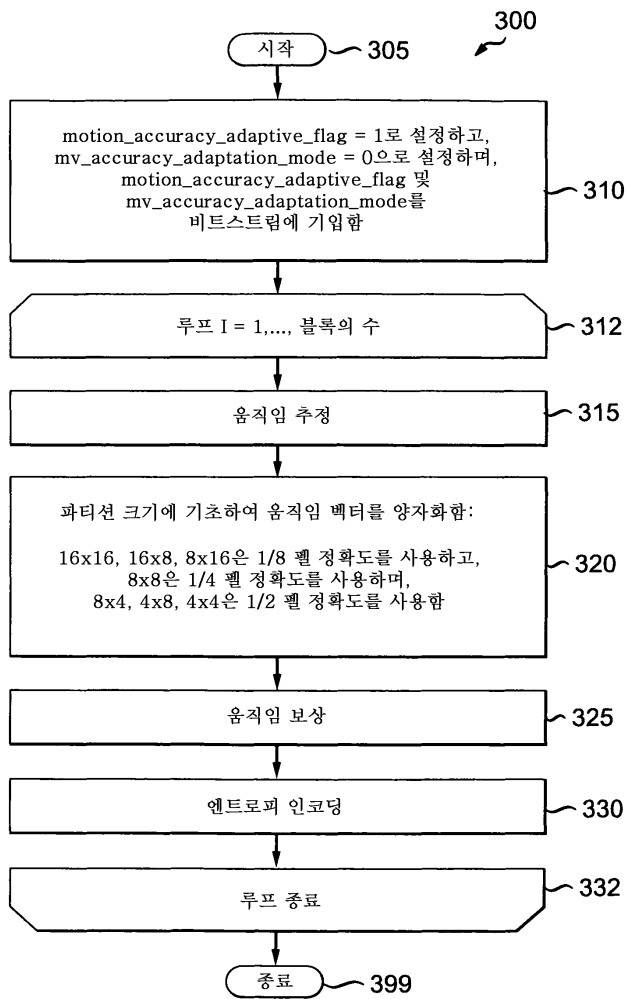 300
시작
305
motion_accuracy_adaptive_flag = 1로 설정하고,
mv_accuracy_adaptation_mode = 0으로 설정하며,
motion_accuracy_adaptive_flag 및
mv_accuracy_adaptation_mode를
비트스트림에 기입함
310
루프 I = 1,..., 블록의 수
312
움직임 추정
315
파티션 크기에 기초하여 움직임 벡터를 양자화함:
16x16, 16x8, 8x16은 1/8 펠 정확도를 사용하고,
8x8은 1/4 펠 정확도를 사용하며,
8x4, 4x8, 4x4은 1/2 펠 정확도를 사용함
320
움직임 보상
325
엔트로피 인코딩
330
루프 종료
332
종료
399